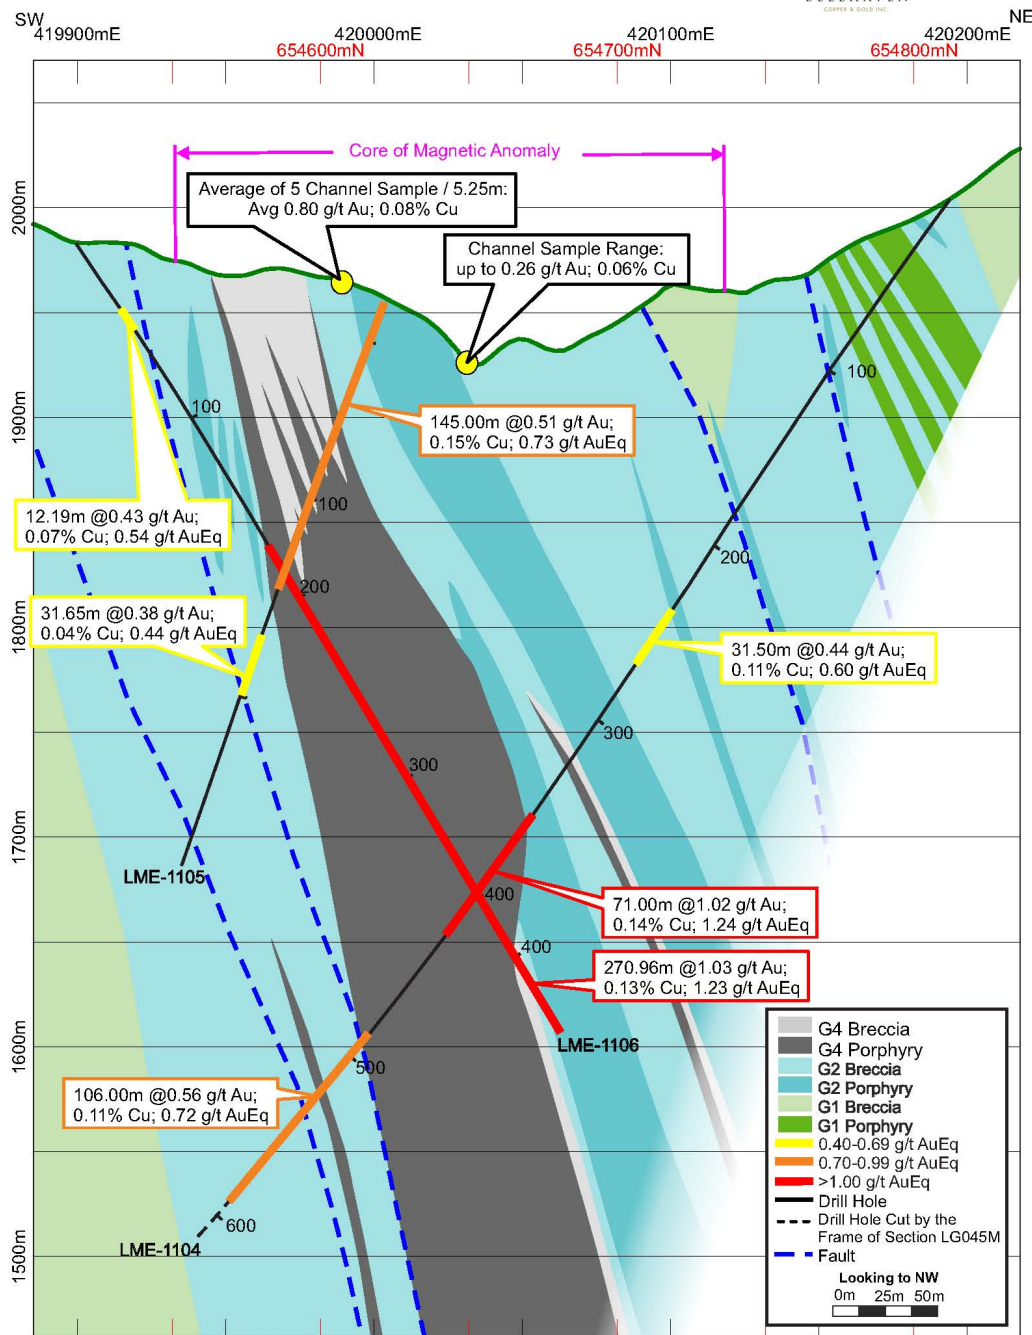 COPPER & GOLD INC.
SW
NE
419900mE
420000mE
420100mE
420200mE
654600mN
654700mN
654800mN
Core of Magnetic Anomaly
Average of 5 Channel Sample / 5.25m:
Avg 0.80 g/t Au; 0.08% Cu
Channel Sample Range:
up to 0.26 g/t Au; 0.06% Cu
2000m
1900m
1800m
1700m
1600m
1500m
100
100
145.00m @0.51 g/t Au;
0.15% Cu; 0.73 g/t AuEq
12.19m @0.43 g/t Au;
0.07% Cu; 0.54 g/t AuEq
100
200
200
31.65m @0.38 g/t Au;
0.04% Cu; 0.44 g/t AuEq
31.50m @0.44 g/t Au;
0.11% Cu; 0.60 g/t AuEq
300
300
LME-1105
400
71.00m @1.02 g/t Au;
0.14% Cu; 1.24 g/t AuEq
400
270.96m @1.03 g/t Au;
0.13% Cu; 1.23 g/t AuEq
LME-1106
500
106.00m @0.56 g/t Au;
0.11% Cu; 0.72 g/t AuEq
600
LME-1104
G4 Breccia
G4 Porphyry
G2 Breccia
G2 Porphyry
G1 Breccia
G1 Porphyry
0.40-0.69 g/t AuEq
0.70-0.99 g/t AuEq
>1.00 g/t AuEq
Drill Hole
Drill Hole Cut by the
Frame of Section LG045M
Fault
Looking to NW
0m 25m 50m